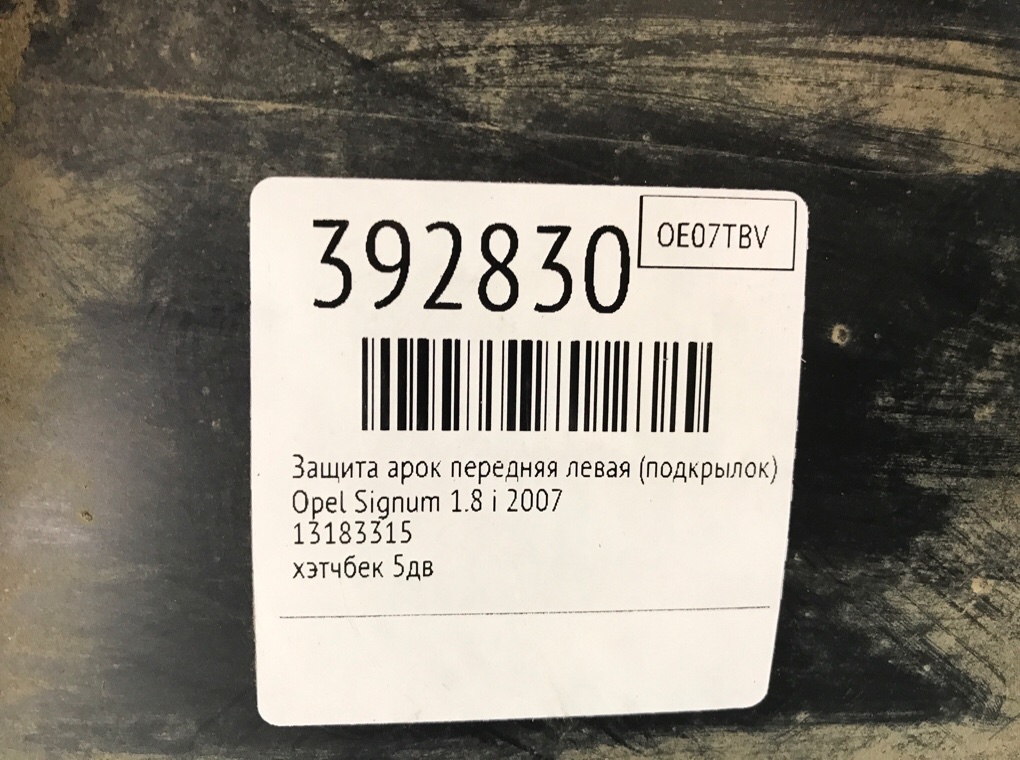 392830
OE07TBV
Защита арок передняя левая (подкрылок)
Opel Signum 1.8 i 2007
13183315
хэтчбек 5дв